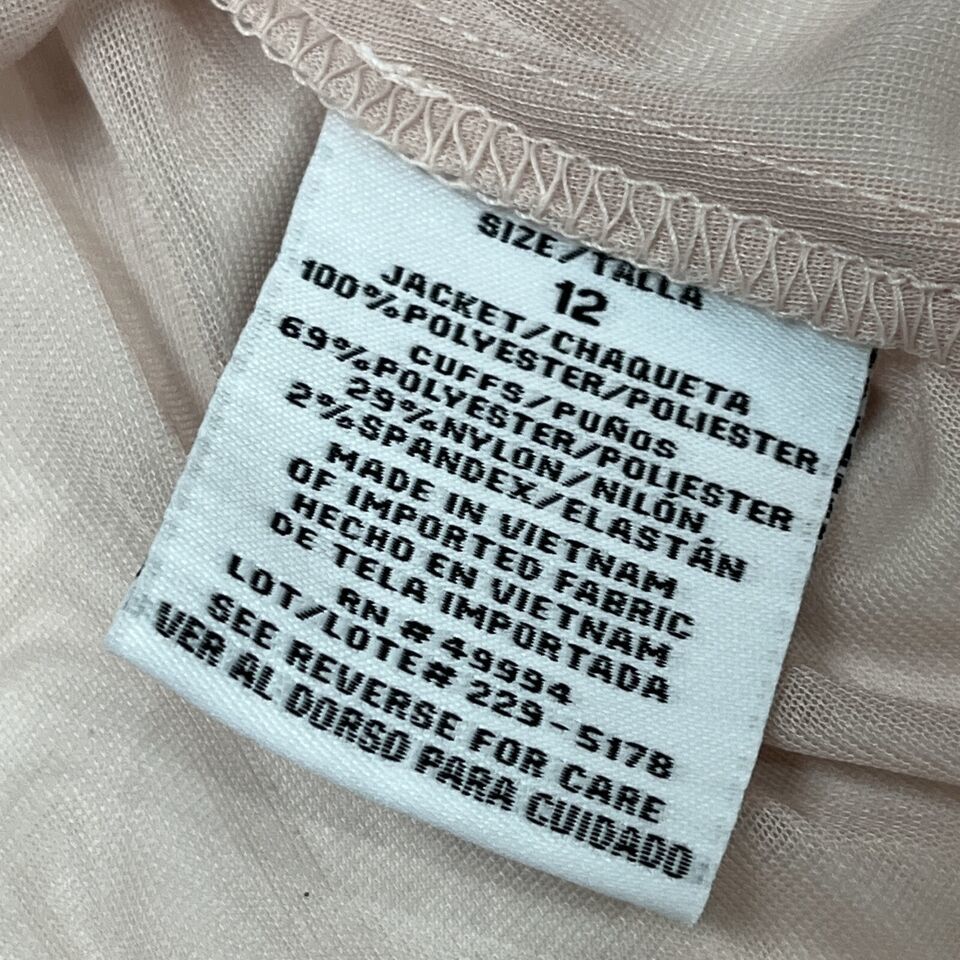 SIZE/TALLA
12
JACKET/CHAQUETA
100%POLYESTER/POLIESTER
CUFFS/PUÑOS
69%POLYESTER/POLIESTER
29%NYLON/NILÓN
2%SPANDEX/ELASTÁN
MADE IN VIETNAM
OF IMPORTED FABRIC
HECHO EN VIETNAM
DE TELA IMPORTADA
RN # 49994
LOT/LOTE# 229-S17B
SEE REVERSE FOR CARE
VER AL DORSO PARA CUIDADO